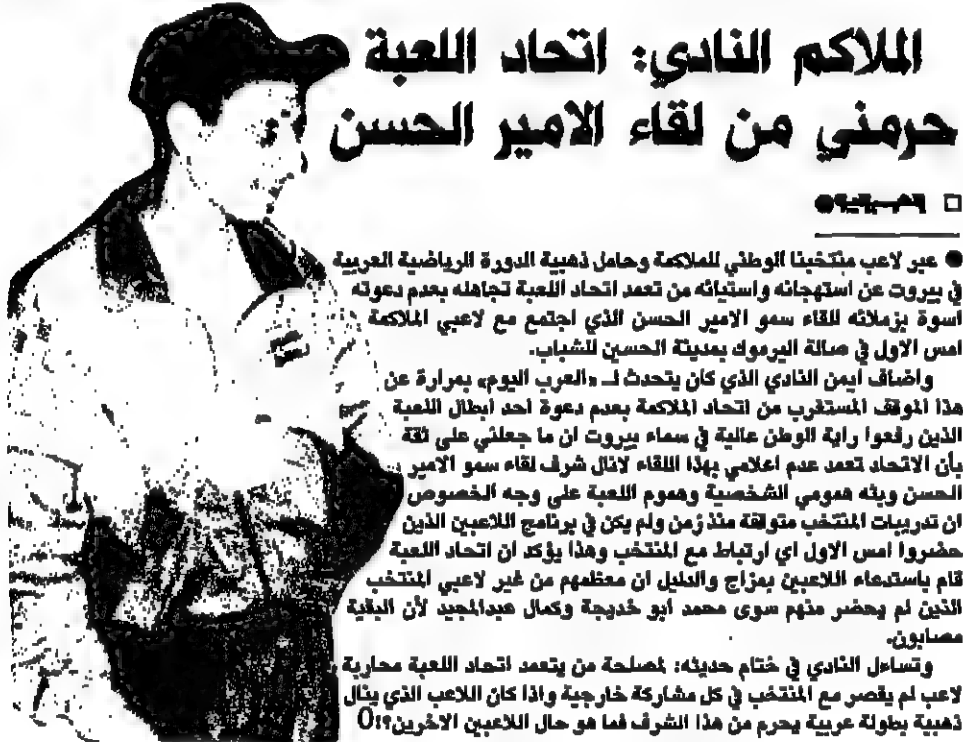 الملاكم النادي: اتحاد اللعبة
حرمني من لقاء الامير الحسن
● عبر لاعب منتخبنا الوطني للملاكمة وحامل ذهبية الدورة الرياضية العربية
في بيروت عن استهجانه واستيائه من تعمد اتحاد اللعبة تجاهله بعدم دعوته
اسوة بزملائه للقاء سمو الامير الحسن الذي اجتمع مع لاعبي الملاكمة
امس الاول في صالة اليرموك بمدينة الحسين للشباب.
واضاف ايمن النادي الذي كان يتحدث لـ «العرب اليوم» بمرارة عن
هذا الموقف المستغرب من اتحاد الملاكمة بعدم دعوة احد ابطال اللعبة
الذين رفعوا راية الوطن عالية في سماء بيروت ان ما جعلني على ثقة
بأن الاتحاد تعمد عدم اعلامي بهذا اللقاء لانال شرف لقاء سمو الامير
الحسن وبثه همومي الشخصية وهموم اللعبة على وجه الخصوص
ان تدريبات المنتخب متوقفة منذ زمن ولم يكن في برنامج اللاعبين الذين
حضروا امس الاول اي ارتباط مع المنتخب وهذا يؤكد ان اتحاد اللعبة
قام باستدعاء اللاعبين بمزاج والدليل ان معظمهم من غير لاعبي المنتخب
الذين لم يحضر منهم سوى محمد ابو خديجة وكمال عبدالمجيد لأن البقية
مصابون.
وتساءل النادي في ختام حديثه: لمصلحة من يتعمد اتحاد اللعبة محاربة
لاعب لم يقصر مع المنتخب في كل مشاركة خارجية واذا كان اللاعب الذي ينال
ذهبية بطولة عربية يحرم من هذا الشرف فما هو حال اللاعبين الاخرين؟!○